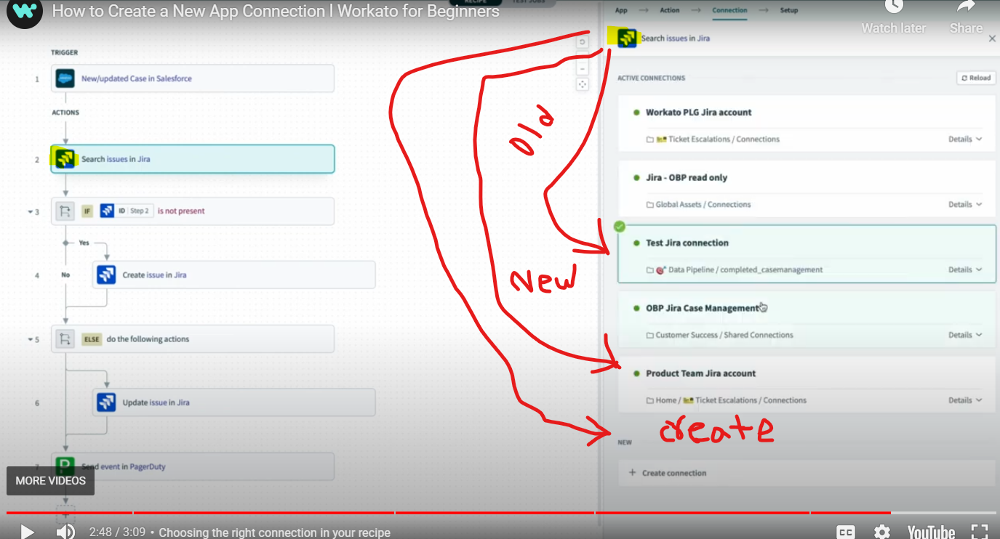 How to Create a New App Connection | Workato for Beginners
RECIPE
TEST JOBS
App
Action
Connection
Setup
Watch later
Share
Search issues in Jira
TRIGGER
1
New/updated Case in Salesforce
ACTIONS
2
Search issues in Jira
3
IF
ID
Step 2
is not present
Yes
No
4
Create issue in Jira
5
ELSE
do the following actions
6
Update issue in Jira
7
Send event in PagerDuty
Old
New
create
ACTIVE CONNECTIONS
Reload
Workato PLG Jira account
Ticket Escalations / Connections
Details
Jira - OBP read only
Global Assets / Connections
Details
Test Jira connection
Data Pipeline / completed_casemanagement
Details
OBP Jira Case Management
Customer Success / Shared Connections
Details
Product Team Jira account
Home / Ticket Escalations / Connections
Details
NEW
+ Create connection
MORE VIDEOS
2:48 / 3:09 • Choosing the right connection in your recipe
CC
YouTube